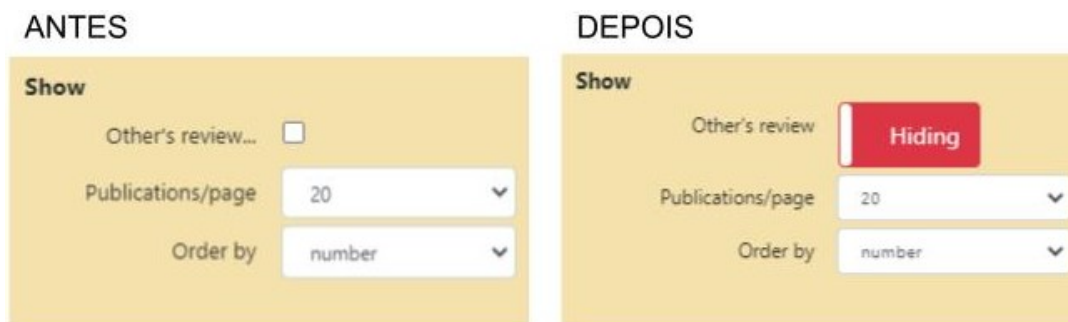 ANTES
Show
Other's review...
Publications/page 20
Order by number
DEPOIS
Show
Other's review Hiding
Publications/page 20
Order by number